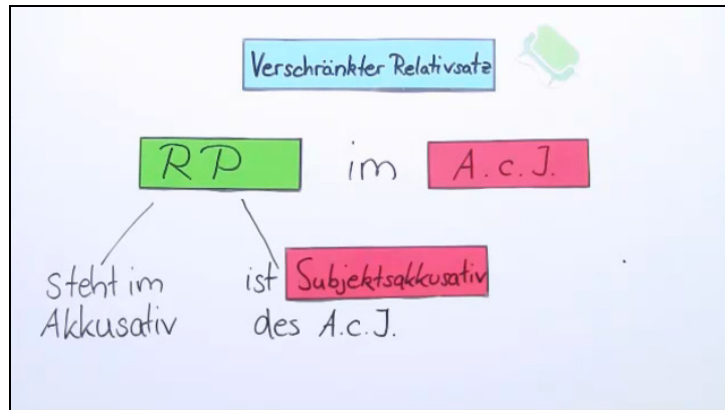 Verschränkter Relativsatz
RP im A.c.I.
steht im
Akkusativ
ist Subjektsakkusativ
des A.c.I.